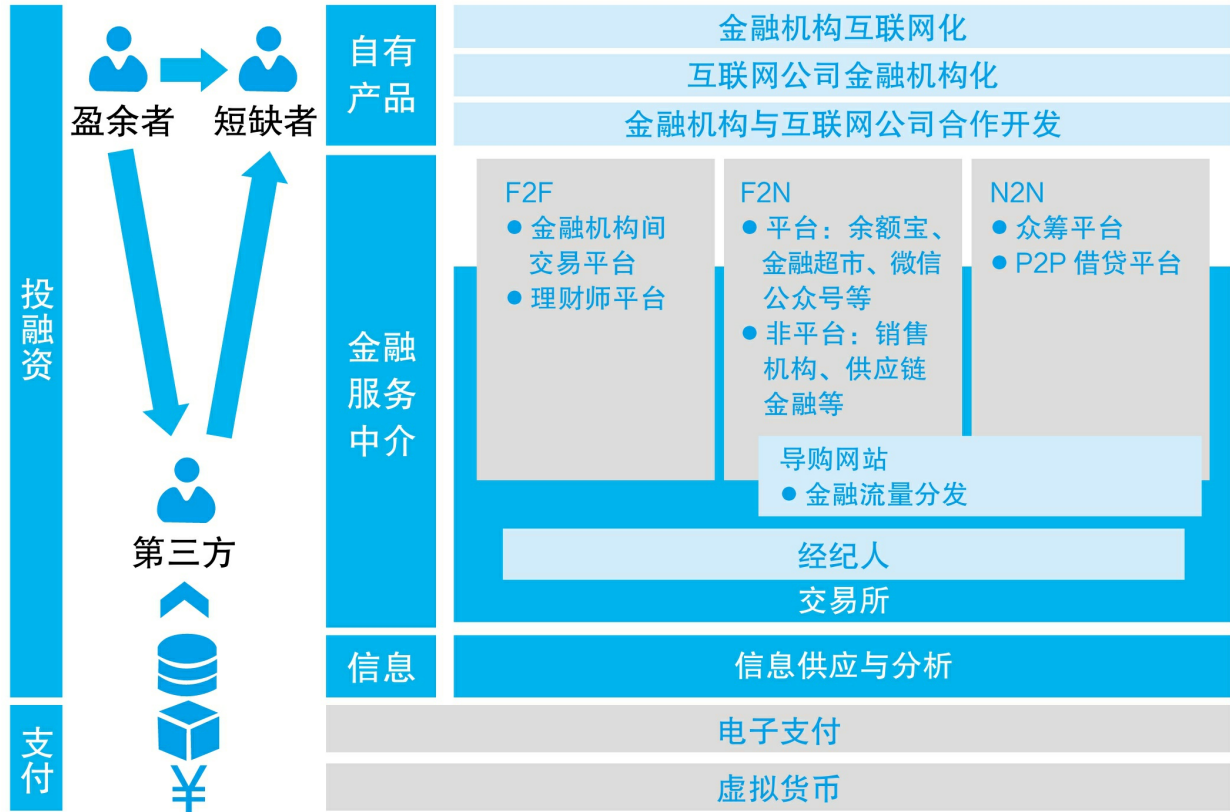 投融资
支付
盈余者
短缺者
第三方
¥
自有
产品
金融机构互联网化
互联网公司金融机构化
金融机构与互联网公司合作开发
金融
服务
中介
F2F
● 金融机构间
交易平台
● 理财师平台
F2N
● 平台：余额宝、
金融超市、微信
公众号等
● 非平台：销售
机构、供应链
金融等
N2N
● 众筹平台
● P2P 借贷平台
导购网站
● 金融流量分发
经纪人
交易所
信息
信息供应与分析
电子支付
虚拟货币